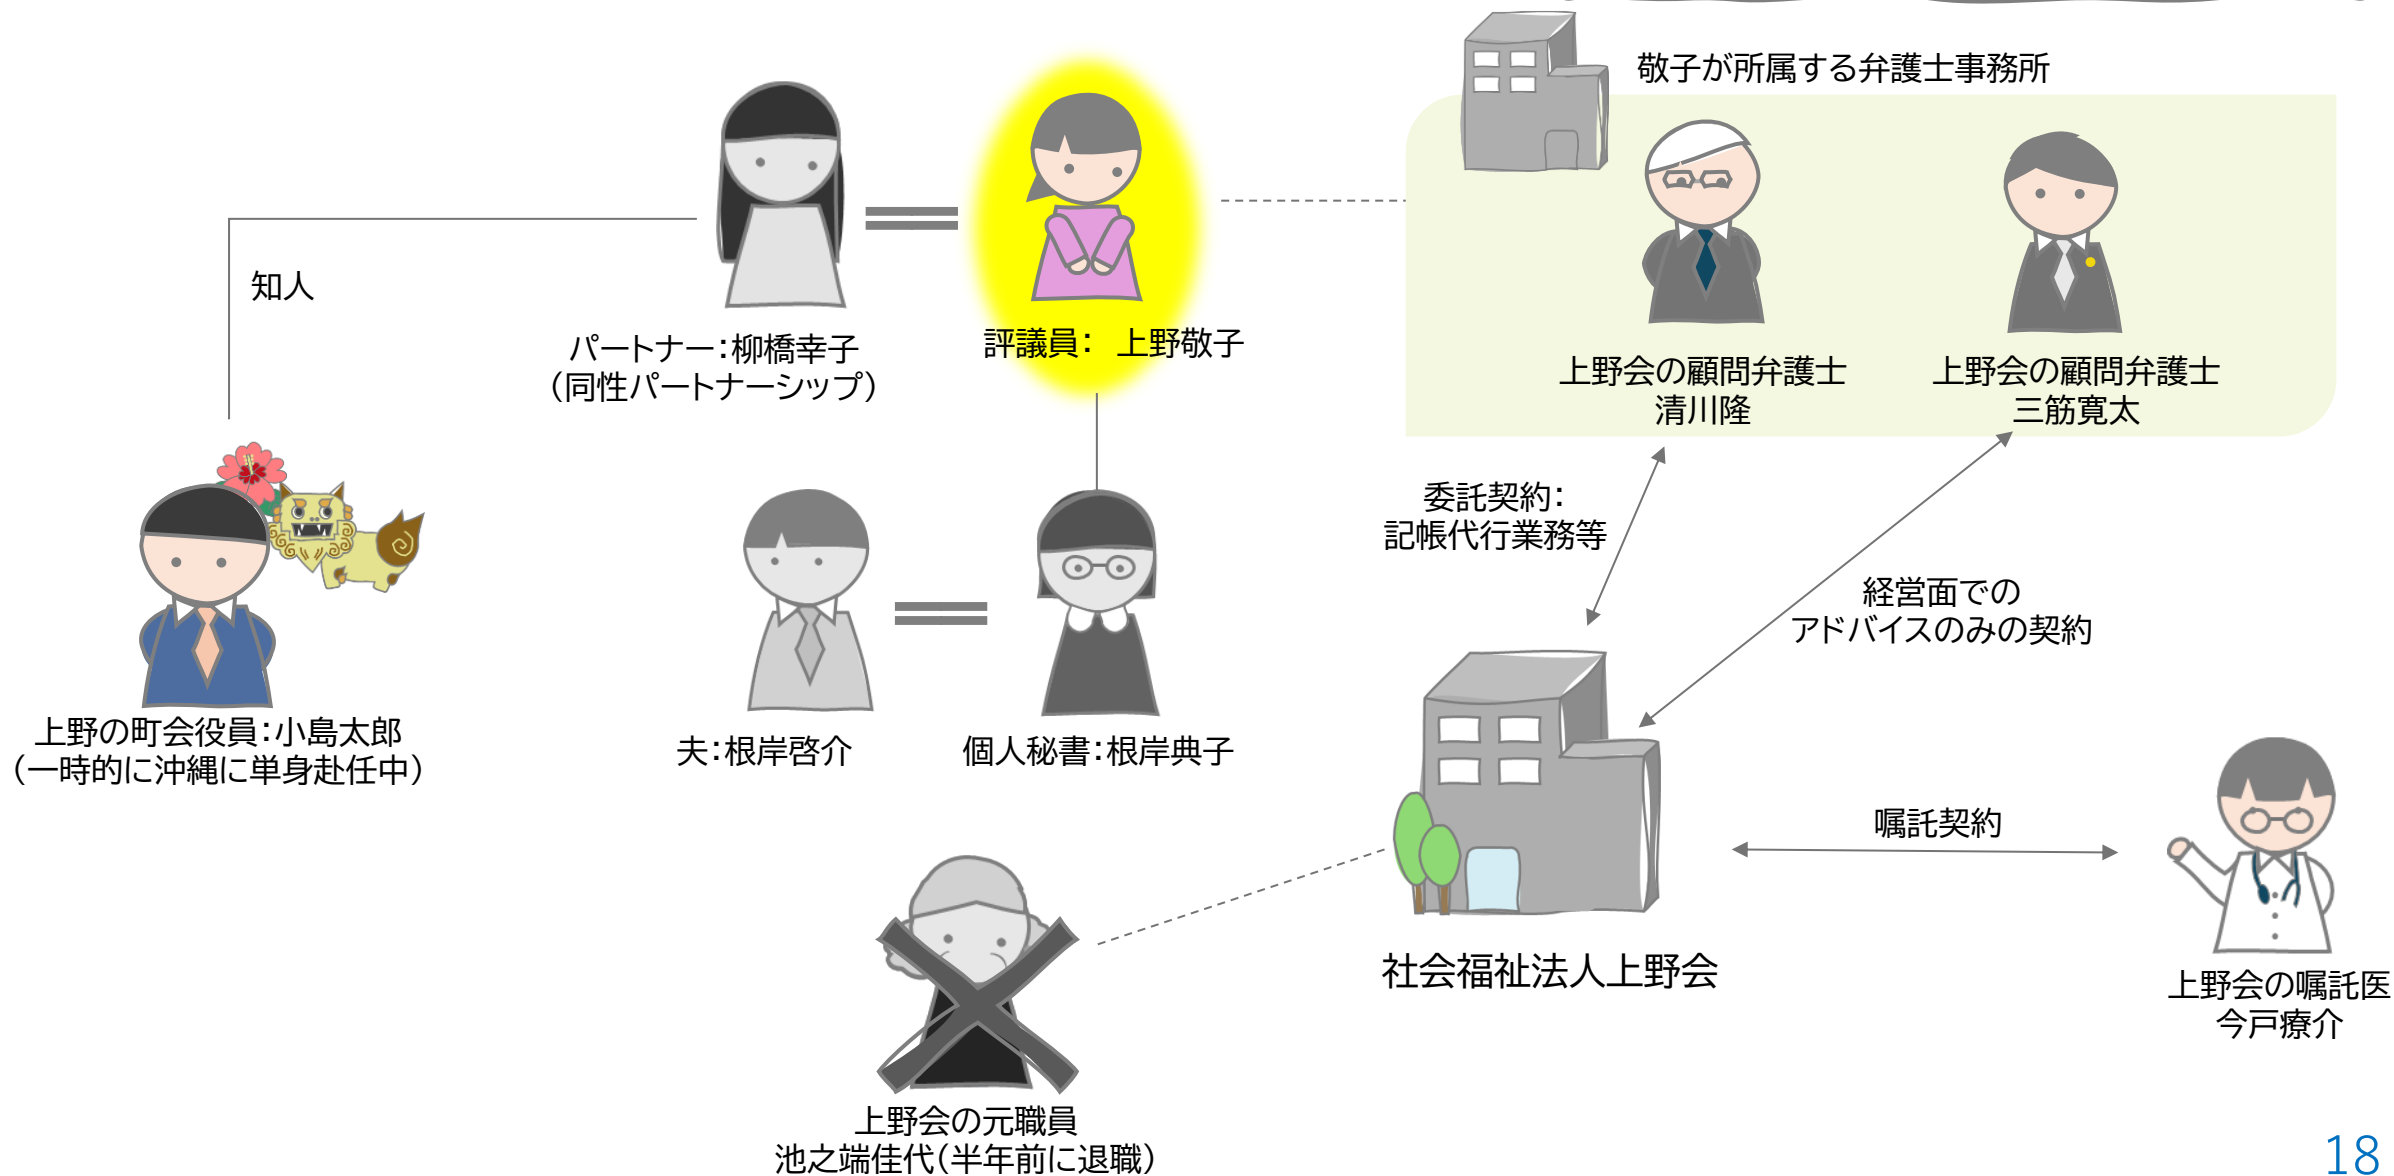 敬子が所属する弁護士事務所
知人
パートナー：柳橋幸子
（同性パートナーシップ）
評議員：　上野敬子
上野会の顧問弁護士
清川隆
上野会の顧問弁護士
三筋寛太
委託契約：
記帳代行業務等
経営面での
アドバイスのみの契約
上野の町会役員：小島太郎
（一時的に沖縄に単身赴任中）
夫：根岸啓介
個人秘書：根岸典子
嘱託契約
社会福祉法人上野会
上野会の嘱託医
今戸療介
上野会の元職員
池之端佳代（半年前に退職）
18